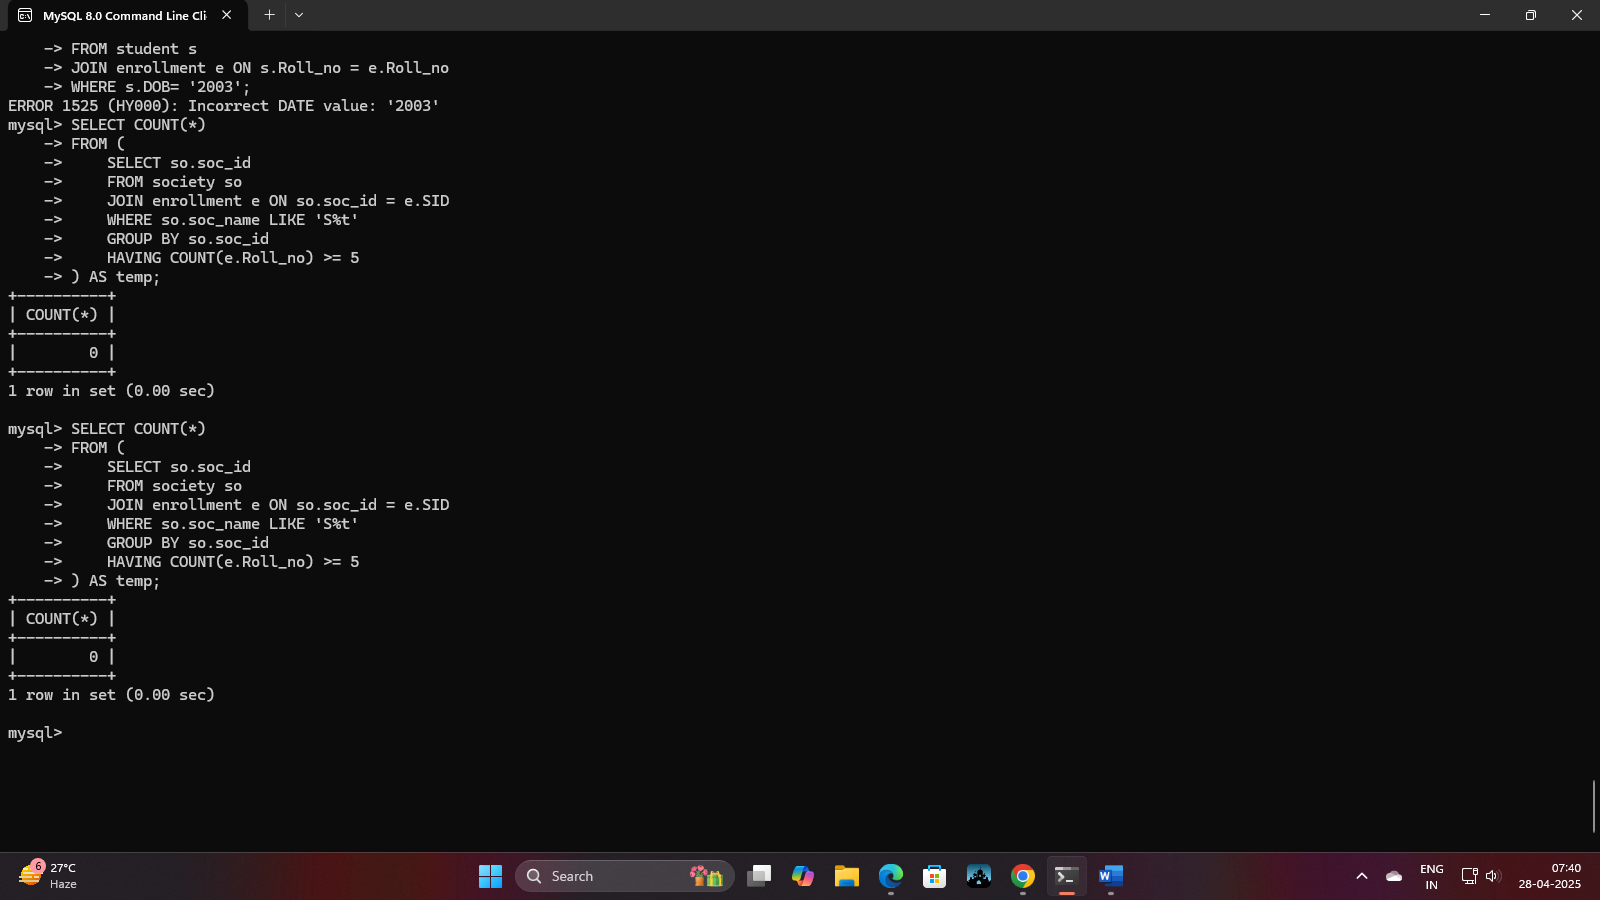 MySQL 8.0 Command Line Cli
-> FROM student s
-> JOIN enrollment e ON s.Roll_no = e.Roll_no
-> WHERE s.DOB= '2003';
ERROR 1525 (HY000): Incorrect DATE value: '2003'
mysql> SELECT COUNT(*)
-> FROM (
-> SELECT so.soc_id
-> FROM society so
-> JOIN enrollment e ON so.soc_id = e.SID
-> WHERE so.soc_name LIKE 'S%t'
-> GROUP BY so.soc_id
-> HAVING COUNT(e.Roll_no) >= 5
-> ) AS temp;
+----------+
| COUNT(*) |
+----------+
| 0 |
+----------+
1 row in set (0.00 sec)
mysql> SELECT COUNT(*)
-> FROM (
-> SELECT so.soc_id
-> FROM society so
-> JOIN enrollment e ON so.soc_id = e.SID
-> WHERE so.soc_name LIKE 'S%t'
-> GROUP BY so.soc_id
-> HAVING COUNT(e.Roll_no) >= 5
-> ) AS temp;
+----------+
| COUNT(*) |
+----------+
| 0 |
+----------+
1 row in set (0.00 sec)
mysql>
6
27°C
Haze
Search
ENG
IN
07:40
28-04-2025